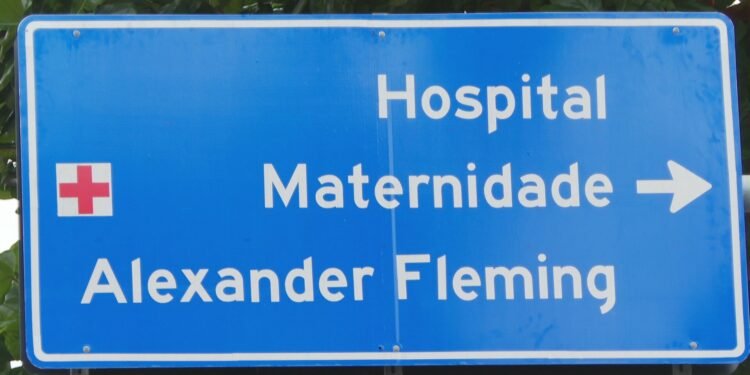 Hospital
Maternidade
Alexander Fleming